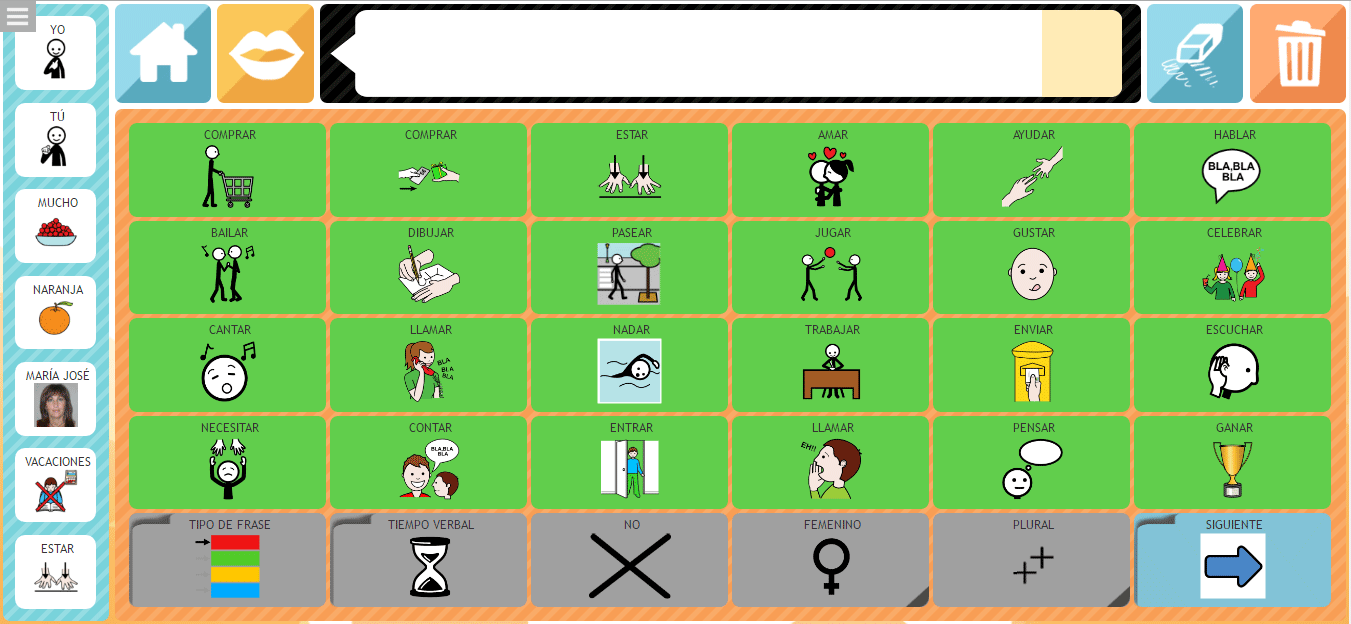 YO
TÚ
MUCHO
NARANJA
MARÍA JOSÉ
VACACIONES
ESTAR
COMPRAR
COMPRAR
ESTAR
AMAR
AYUDAR
HABLAR
BLA,BLA
BLA
BAILAR
DIBUJAR
PASEAR
JUGAR
GUSTAR
CELEBRAR
CANTAR
LLAMAR
BLA
BLA
BLA
NADAR
TRABAJAR
ENVIAR
ESCUCHAR
NECESITAR
CONTAR
BLA,BLA
BLA
ENTRAR
LLAMAR
EH!!
PENSAR
GANAR
TIPO DE FRASE
TIEMPO VERBAL
NO
FEMENINO
PLURAL
SIGUIENTE